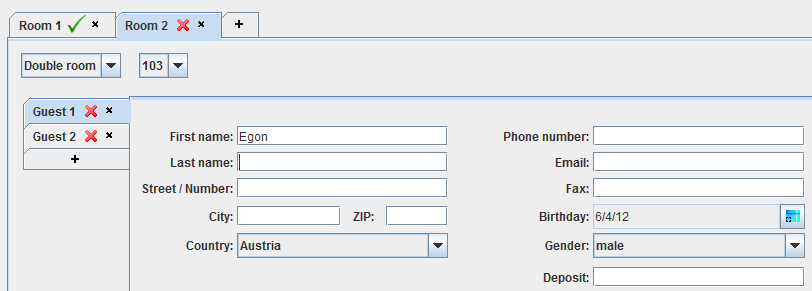 Room 1 x Room 2 x +
Double room 103
Guest 1 x
Guest 2 x
+
First name: Egon Phone number:
Last name: Email:
Street / Number: Fax:
City: ZIP: Birthday: 6/4/12
Country: Austria Gender: male
Deposit: